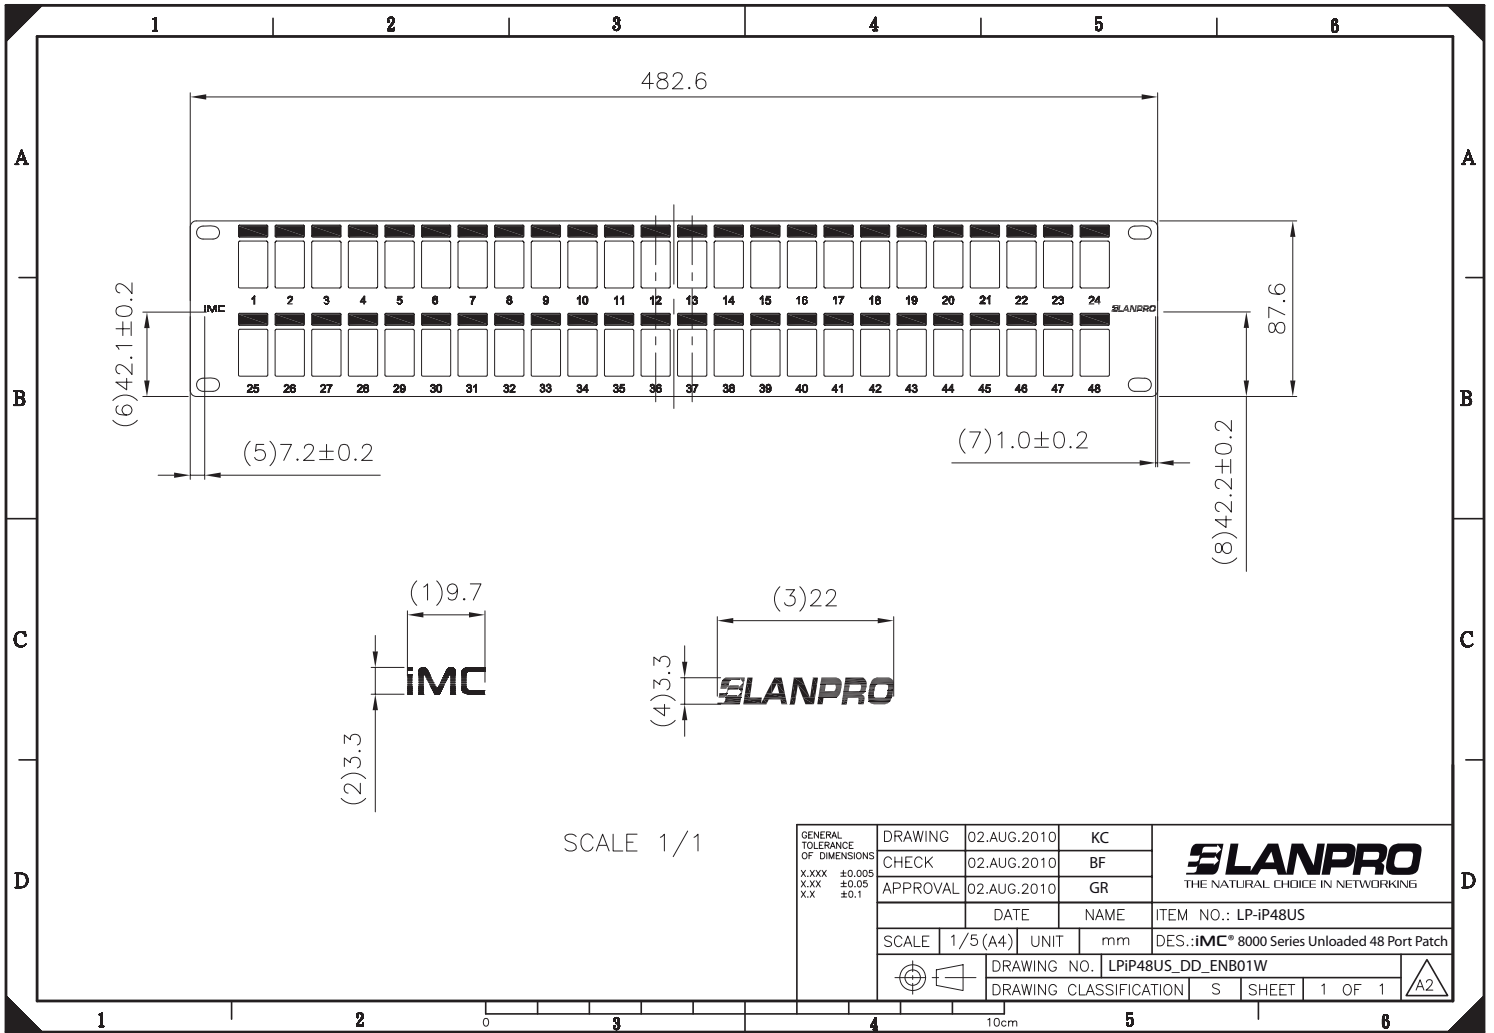 1 2 3 4 5 6
482.6
A A
1 2 3 4 5 6 7 8 9 10 11 12 13 14 15 16 17 18 19 20 21 22 23 24
iMC SLANPRO
25 26 27 28 29 30 31 32 33 34 35 36 37 38 39 40 41 42 43 44 45 46 47 48
87.6
(6)42.1±0.2
B B
(5)7.2±0.2
(7)1.0±0.2
(8)42.2±0.2
(1)9.7
(3)22
C C
iMC
SLANPRO
(2)3.3
(4)3.3
SCALE 1/1
D D
GENERAL
TOLERANCE
OF DIMENSIONS
X.XXX ±0.005
X.XX ±0.05
X.X ±0.1
DRAWING 02.AUG.2010 KC
CHECK 02.AUG.2010 BF
APPROVAL 02.AUG.2010 GR
SLANPRO
THE NATURAL CHOICE IN NETWORKING
DATE NAME ITEM NO.: LP-iP48US
SCALE 1/5(A4) UNIT mm DES.:iMC® 8000 Series Unloaded 48 Port Patch
DRAWING NO. LPiP48US_DD_ENB01W
DRAWING CLASSIFICATION S SHEET 1 OF 1
A2
1 2 3 4 5 6
0 10cm